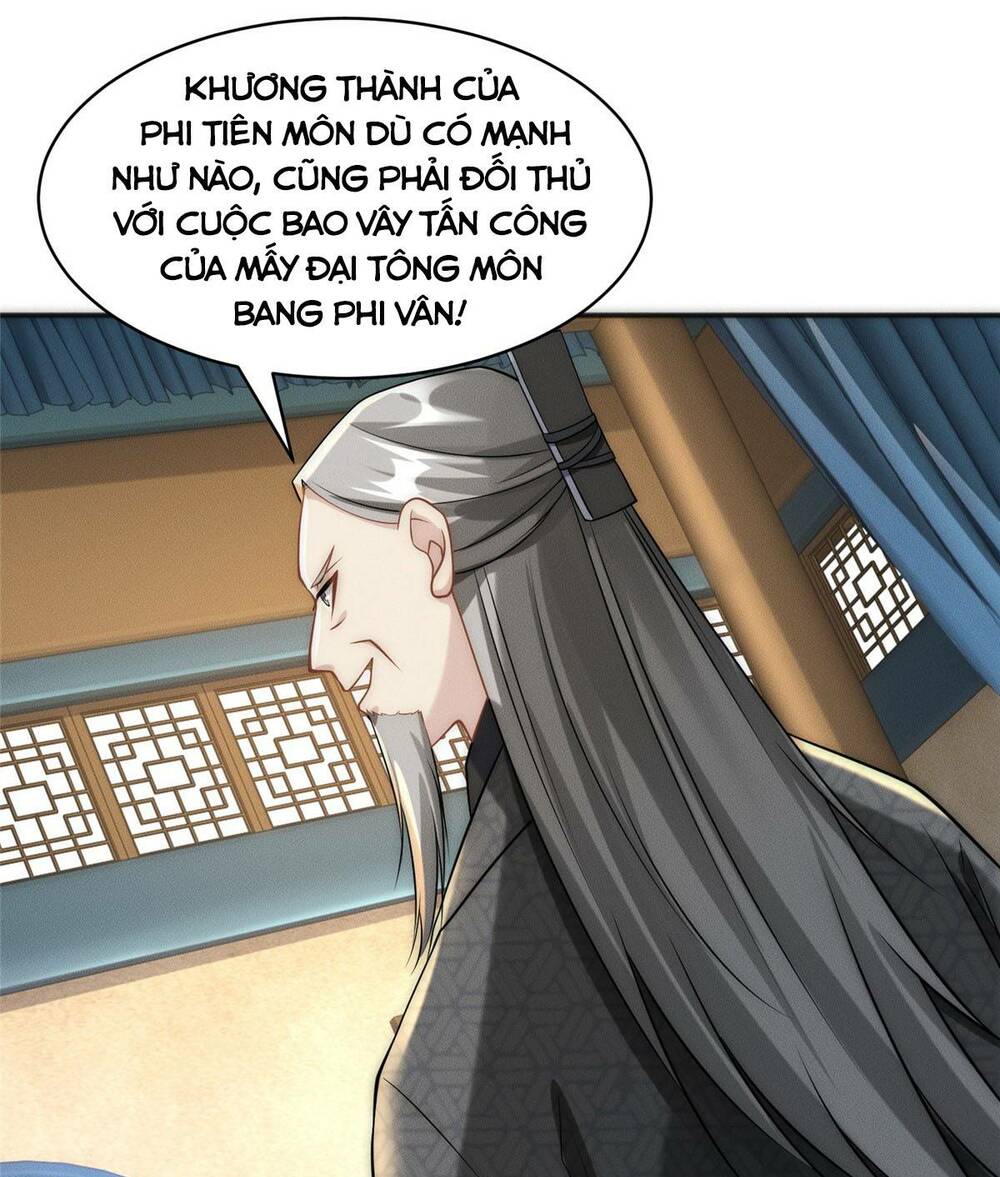 KHƯƠNG THÀNH CỦA
PHI TIÊN MÔN DÙ CÓ MẠNH
NHƯ NÀO, CŨNG PHẢI ĐỐI THỦ
VỚI CUỘC BAO VÂY TẤN CÔNG
CỦA MẤY ĐẠI TÔNG MÔN
BANG PHI VÂN!